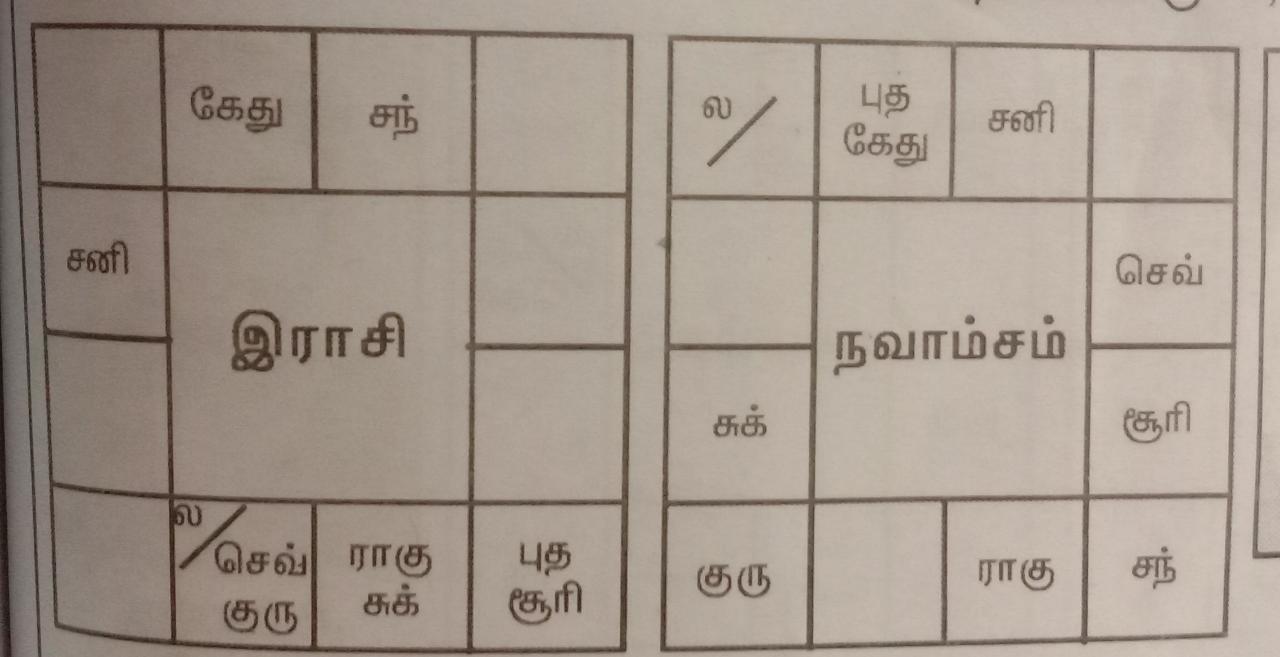 கேது
சந்
சனி
இராசி
ல/
செவ்
குரு
ராகு
சுக்
புத
சூரி
ல/
புத
கேது
சனி
செவ்
நவாம்சம்
சுக்
சூரி
குரு
ராகு
சந்